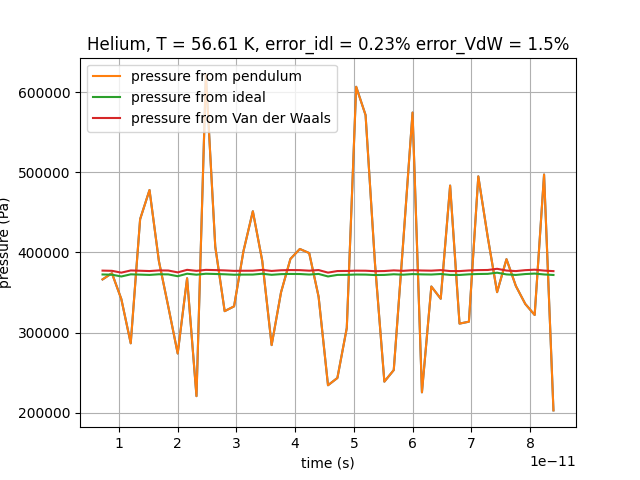 Helium, T = 56.61 K, error_idl = 0.23% error_VdW = 1.5%
pressure from pendulum
pressure from ideal
pressure from Van der Waals
600000
500000
400000
300000
200000
pressure (Pa)
1 2 3 4 5 6 7 8
1e−11
time (s)